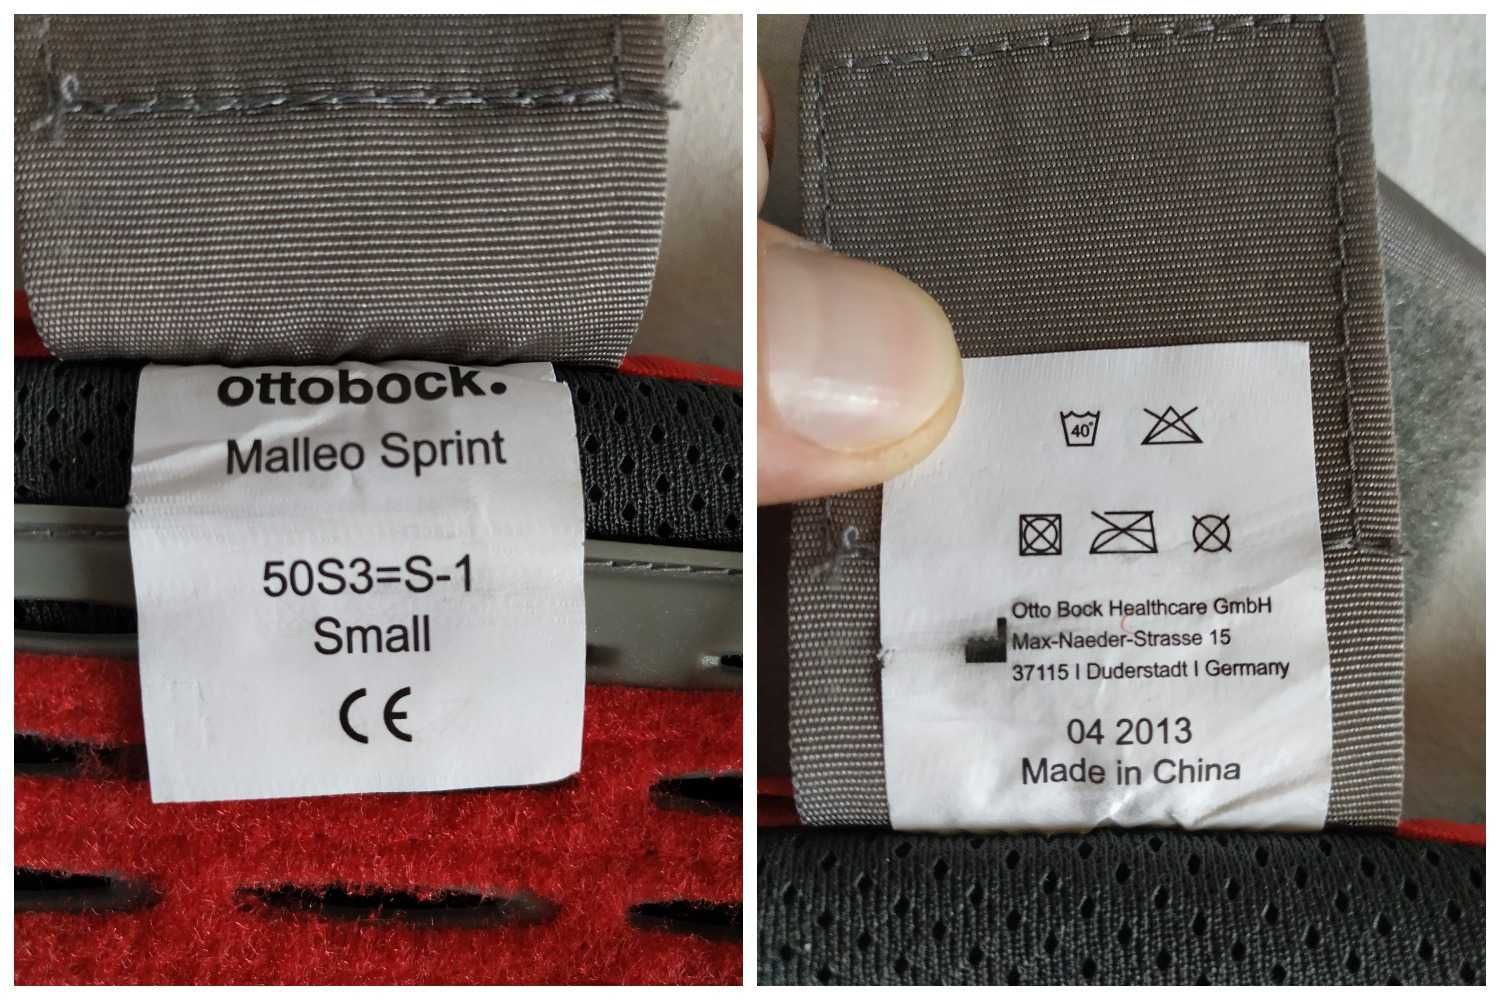 ottobock.
Malleo Sprint
50S3=S-1
Small
CE
40°
Otto Bock Healthcare GmbH
Max-Naeder-Strasse 15
37115 I Duderstadt I Germany
04 2013
Made in China